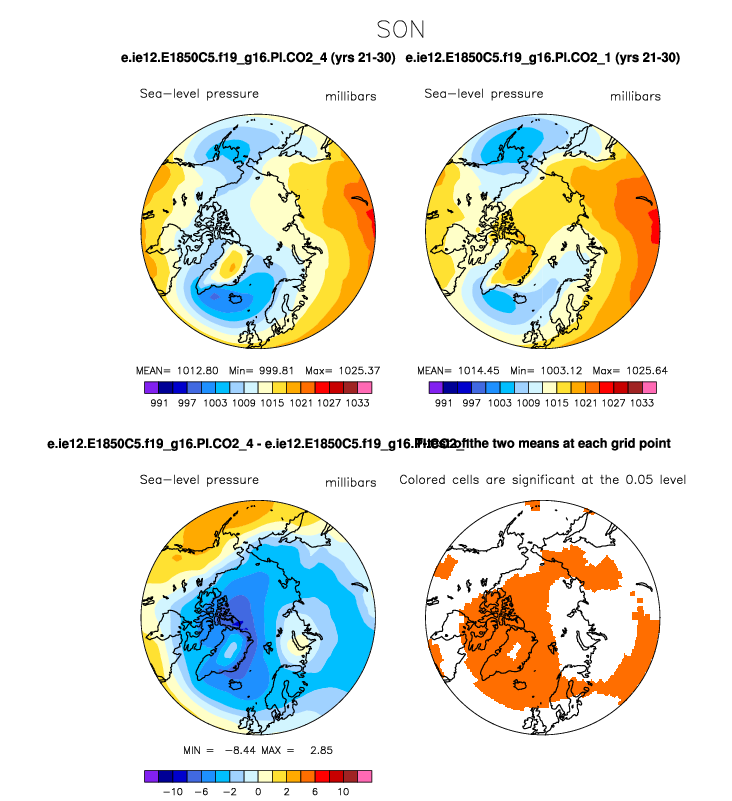 SON
e.ie12.E1850C5.f19_g16.PI.CO2_4 (yrs 21-30) e.ie12.E1850C5.f19_g16.PI.CO2_1 (yrs 21-30)
Sea-level pressure millibars Sea-level pressure millibars
MEAN= 1012.80 Min= 999.81 Max= 1025.37 MEAN= 1014.45 Min= 1003.12 Max= 1025.64
991 997 1003 1009 1015 1021 1027 1033 991 997 1003 1009 1015 1021 1027 1033
e.ie12.E1850C5.f19_g16.PI.CO2_4 - e.ie12.E1850C5.f19_g16.PI.CO2_1 of the two means at each grid point
Sea-level pressure millibars Colored cells are significant at the 0.05 level
MIN = -8.44 MAX = 2.85
-10 -6 -2 0 2 6 10